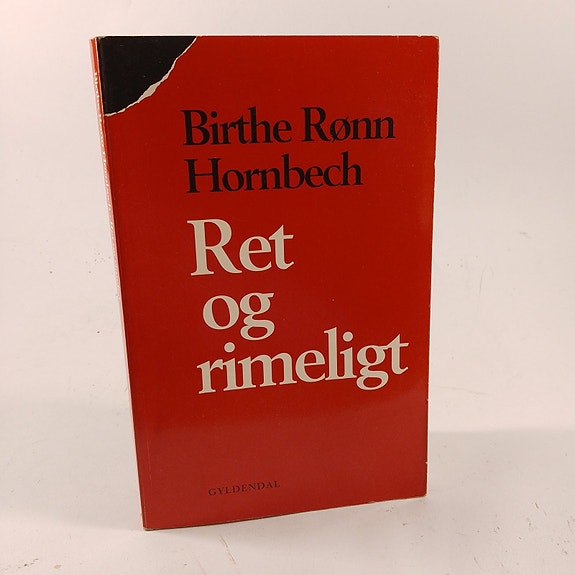 Birthe Rønn
Hornbech
Ret
og
rimeligt
GYLDENDAL